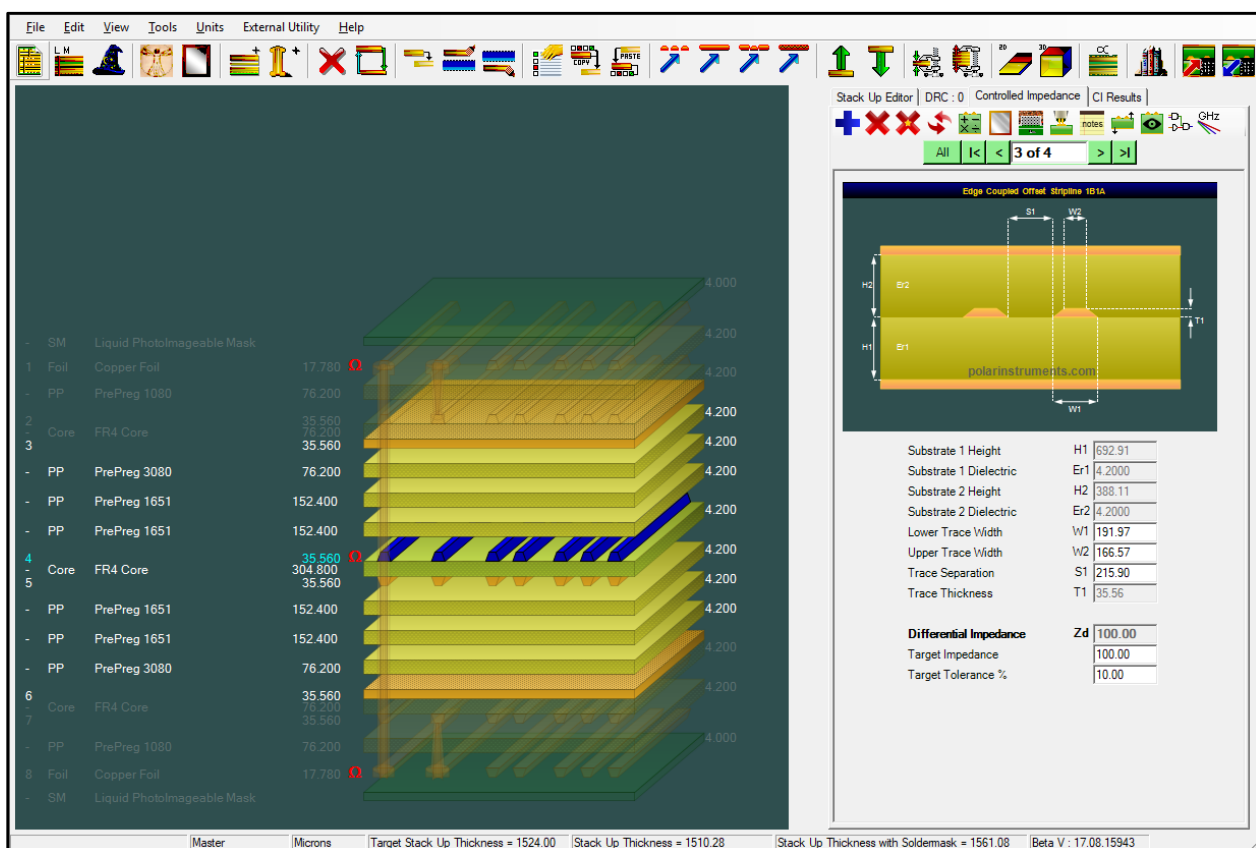 File Edit View Tools Units External Utility Help
L M
COPY
PASTE
2D
3D
Stack Up Editor DRC : 0 Controlled Impedance CI Results
notes
GHz
All |< < 3 of 4 > >|
Edge Coupled Offset Stripline 1B1A
S1 W2
H2 Er2
T1
H1 Er1
polarinstruments.com
W1
4.000
4.200
- SM Liquid PhotoImageable Mask
1 Foil Copper Foil 17.780 Ω 4.200
- PP PrePreg 1080 76.200 4.200
2 35.560
- Core FR4 Core 76.200 4.200
3 35.560
- PP PrePreg 3080 76.200 4.200
- PP PrePreg 1651 152.400 4.200
- PP PrePreg 1651 152.400 4.200
4 35.560 Ω
- Core FR4 Core 304.800 4.200
5 35.560
- PP PrePreg 1651 152.400 4.200
- PP PrePreg 1651 152.400 4.200
- PP PrePreg 3080 76.200 4.200
6 35.560
- Core FR4 Core 76.200 4.200
7 35.560
- PP PrePreg 1080 76.200
8 Foil Copper Foil 17.780 Ω
- SM Liquid PhotoImageable Mask 4.000
Substrate 1 Height H1 692.91
Substrate 1 Dielectric Er1 4.2000
Substrate 2 Height H2 388.11
Substrate 2 Dielectric Er2 4.2000
Lower Trace Width W1 191.97
Upper Trace Width W2 166.57
Trace Separation S1 215.90
Trace Thickness T1 35.56
Differential Impedance Zd 100.00
Target Impedance 100.00
Target Tolerance % 10.00
Master Microns Target Stack Up Thickness = 1524.00 Stack Up Thickness = 1510.28 Stack Up Thickness with Soldermask = 1561.08 Beta V : 17.08.15943